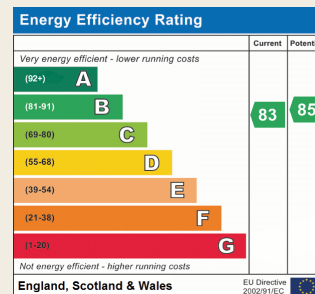 Energy Efficiency Rating
Current Potent
Very energy efficient - lower running costs
(92+) A
(81-91) B
83 85
(69-80) C
(55-68) D
(39-54) E
(21-38) F
(1-20) G
Not energy efficient - higher running costs
England, Scotland & Wales
EU Directive
2002/91/EC